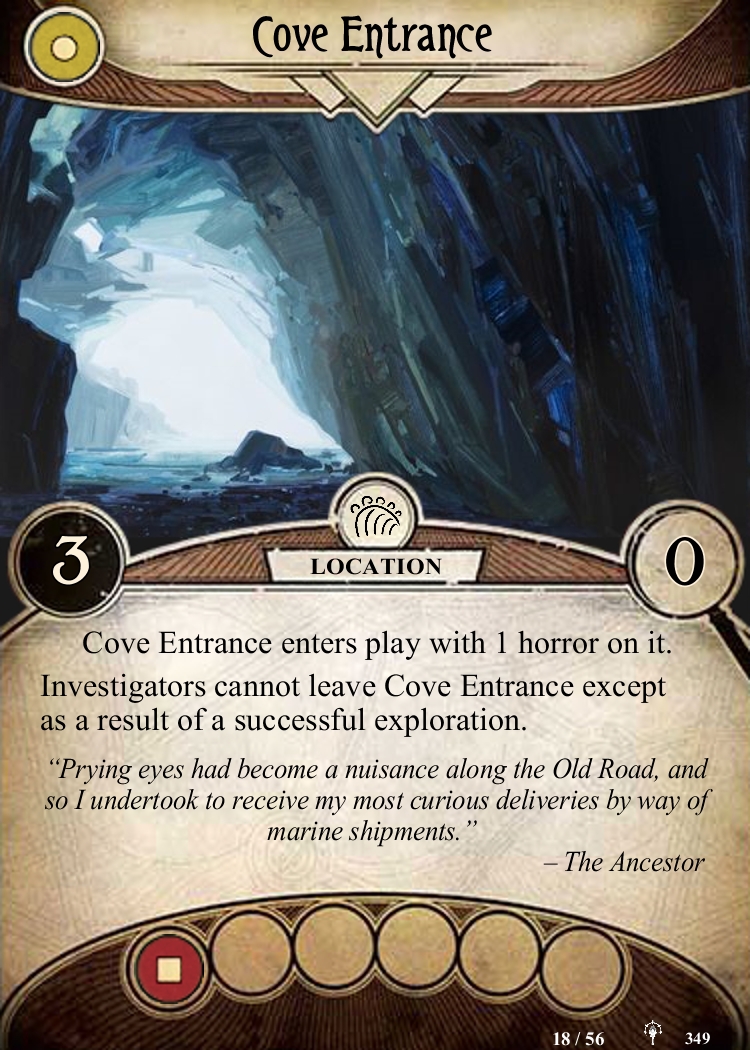 Cove Entrance
3
LOCATION
0
Cove Entrance enters play with 1 horror on it.
Investigators cannot leave Cove Entrance except
as a result of a successful exploration.
“Prying eyes had become a nuisance along the Old Road, and
so I undertook to receive my most curious deliveries by way of
marine shipments.”
– The Ancestor
18 / 56 349